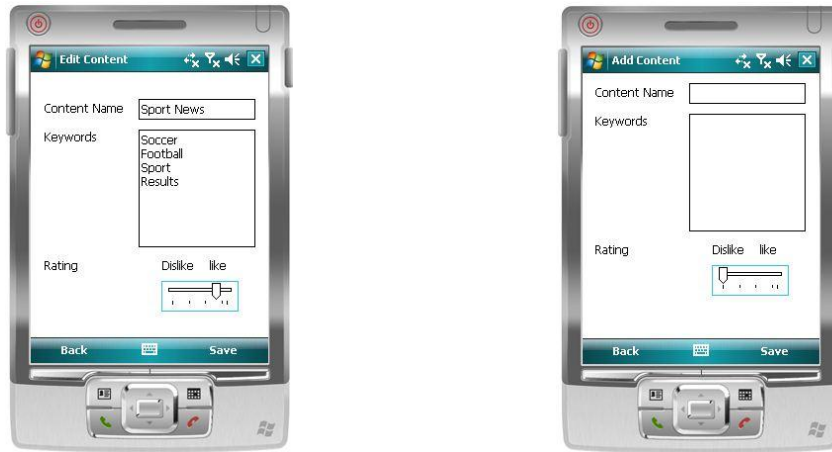 Edit Content
Content Name
Sport News
Keywords
Soccer
Football
Sport
Results
Rating
Dislike like
Back
Save
Add Content
Content Name
Keywords
Rating
Dislike like
Back
Save